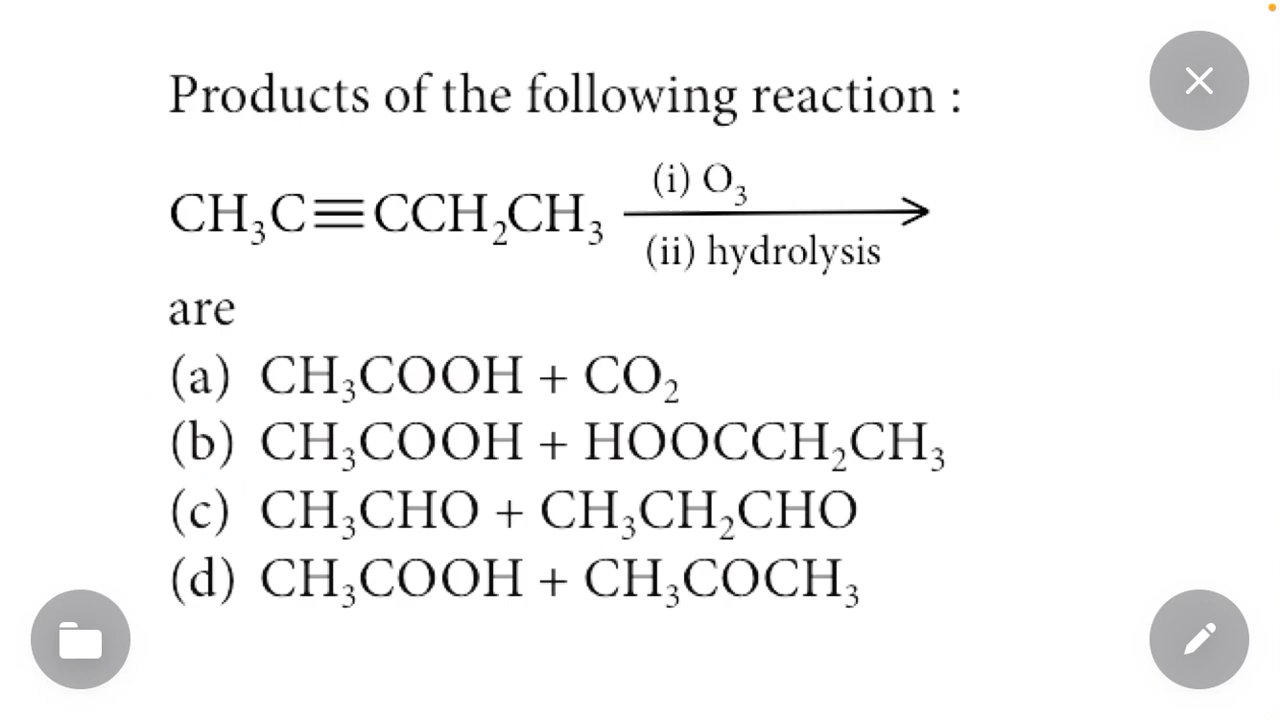 Products of the following reaction :
(i) O₃
CH₃C≡CCH₂CH₃ ⟶
(ii) hydrolysis
are
(a) CH₃COOH + CO₂
(b) CH₃COOH + HOOCCH₂CH₃
(c) CH₃CHO + CH₃CH₂CHO
(d) CH₃COOH + CH₃COCH₃